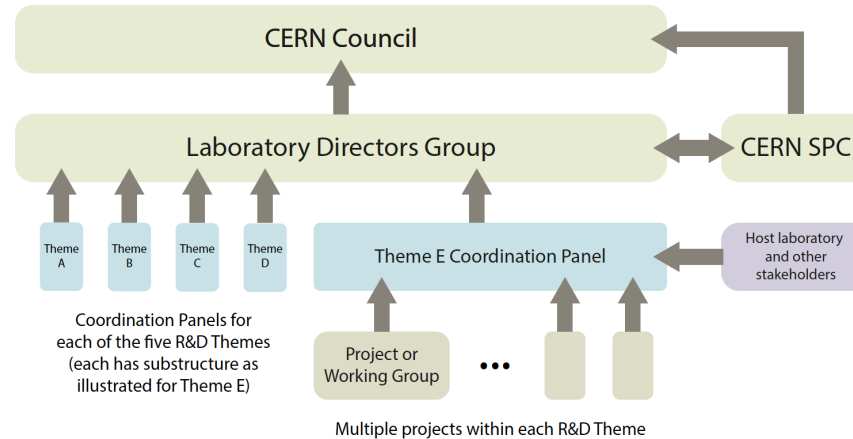 CERN Council
Laboratory Directors Group
CERN SPC
Theme
A
Theme
B
Theme
C
Theme
D
Theme E Coordination Panel
Host laboratory
and other
stakeholders
Coordination Panels for
each of the five R&D Themes
(each has substructure as
illustrated for Theme E)
Project or
Working Group
...
Multiple projects within each R&D Theme